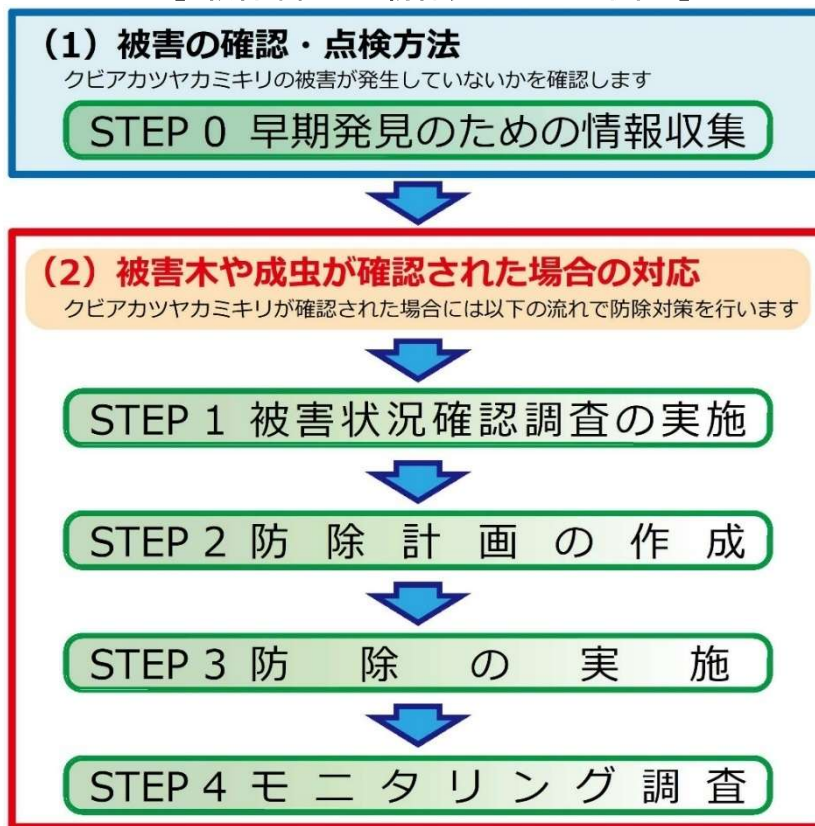 (1)被害の確認・点検方法
クビアカツヤカミキリの被害が発生していないかを確認します
STEP 0 早期発見のための情報収集
(2)被害木や成虫が確認された場合の対応
クビアカツヤカミキリが確認された場合には以下の流れで防除対策を行います
STEP 1 被害状況確認調査の実施
STEP 2 防除計画の作成
STEP 3 防除の実施
STEP 4 モニタリング調査